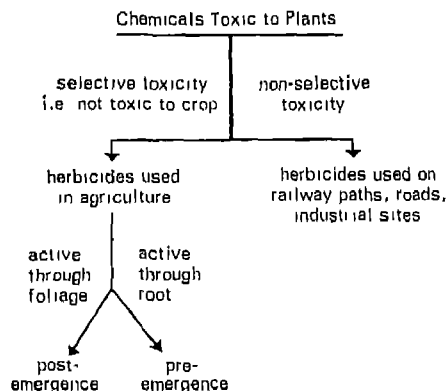 Chemicals Toxic to Plants
selective toxicity
i.e not toxic to crop
non-selective
toxicity
herbicides used
in agriculture
herbicides used on
railway paths, roads,
industrial sites
active
through
foliage
active
through
root
post-
emergence
pre-
emergence